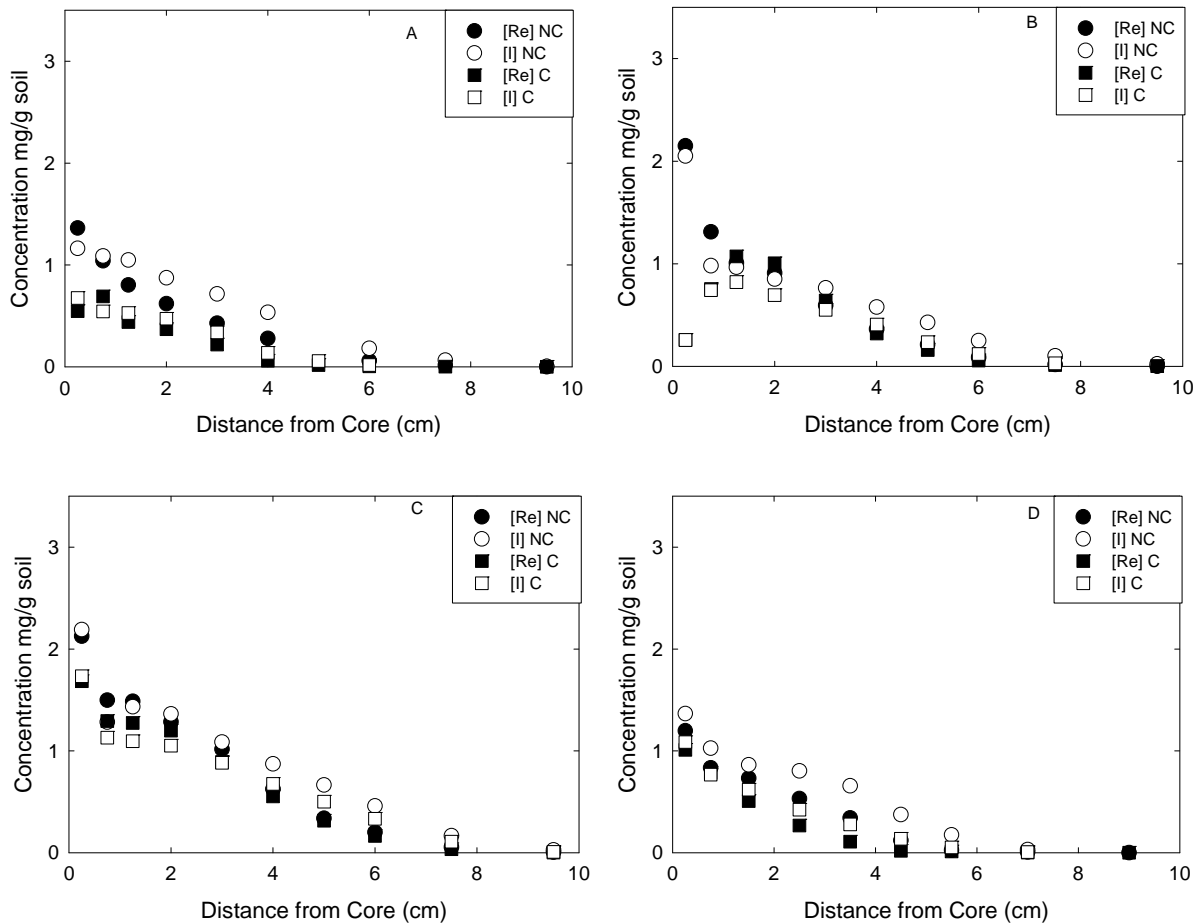 A
[Re] NC
[I] NC
[Re] C
[I] C
Concentration mg/g soil
3
2
1
0
0 2 4 6 8 10
Distance from Core (cm)
B
[Re] NC
[I] NC
[Re] C
[I] C
Concentration mg/g soil
3
2
1
0
0 2 4 6 8 10
Distance from Core (cm)
C
[Re] NC
[I] NC
[Re] C
[I] C
Concentration mg/g soil
3
2
1
0
0 2 4 6 8 10
Distance from Core (cm)
D
[Re] NC
[I] NC
[Re] C
[I] C
Concentration mg/g soil
3
2
1
0
0 2 4 6 8 10
Distance from Core (cm)